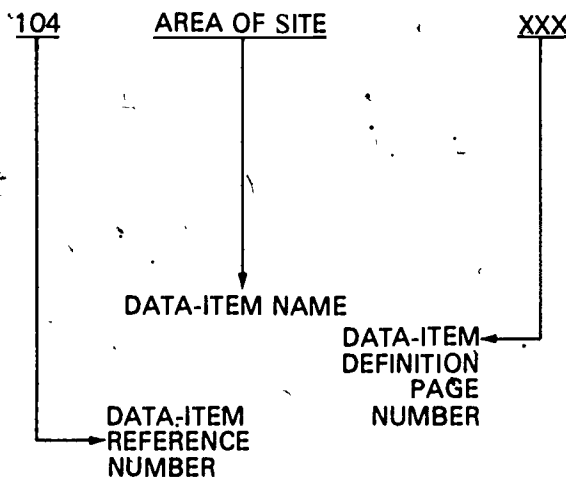 104 AREA OF SITE XXX
DATA-ITEM NAME
DATA-ITEM
DEFINITION
PAGE
NUMBER
DATA-ITEM
REFERENCE
NUMBER